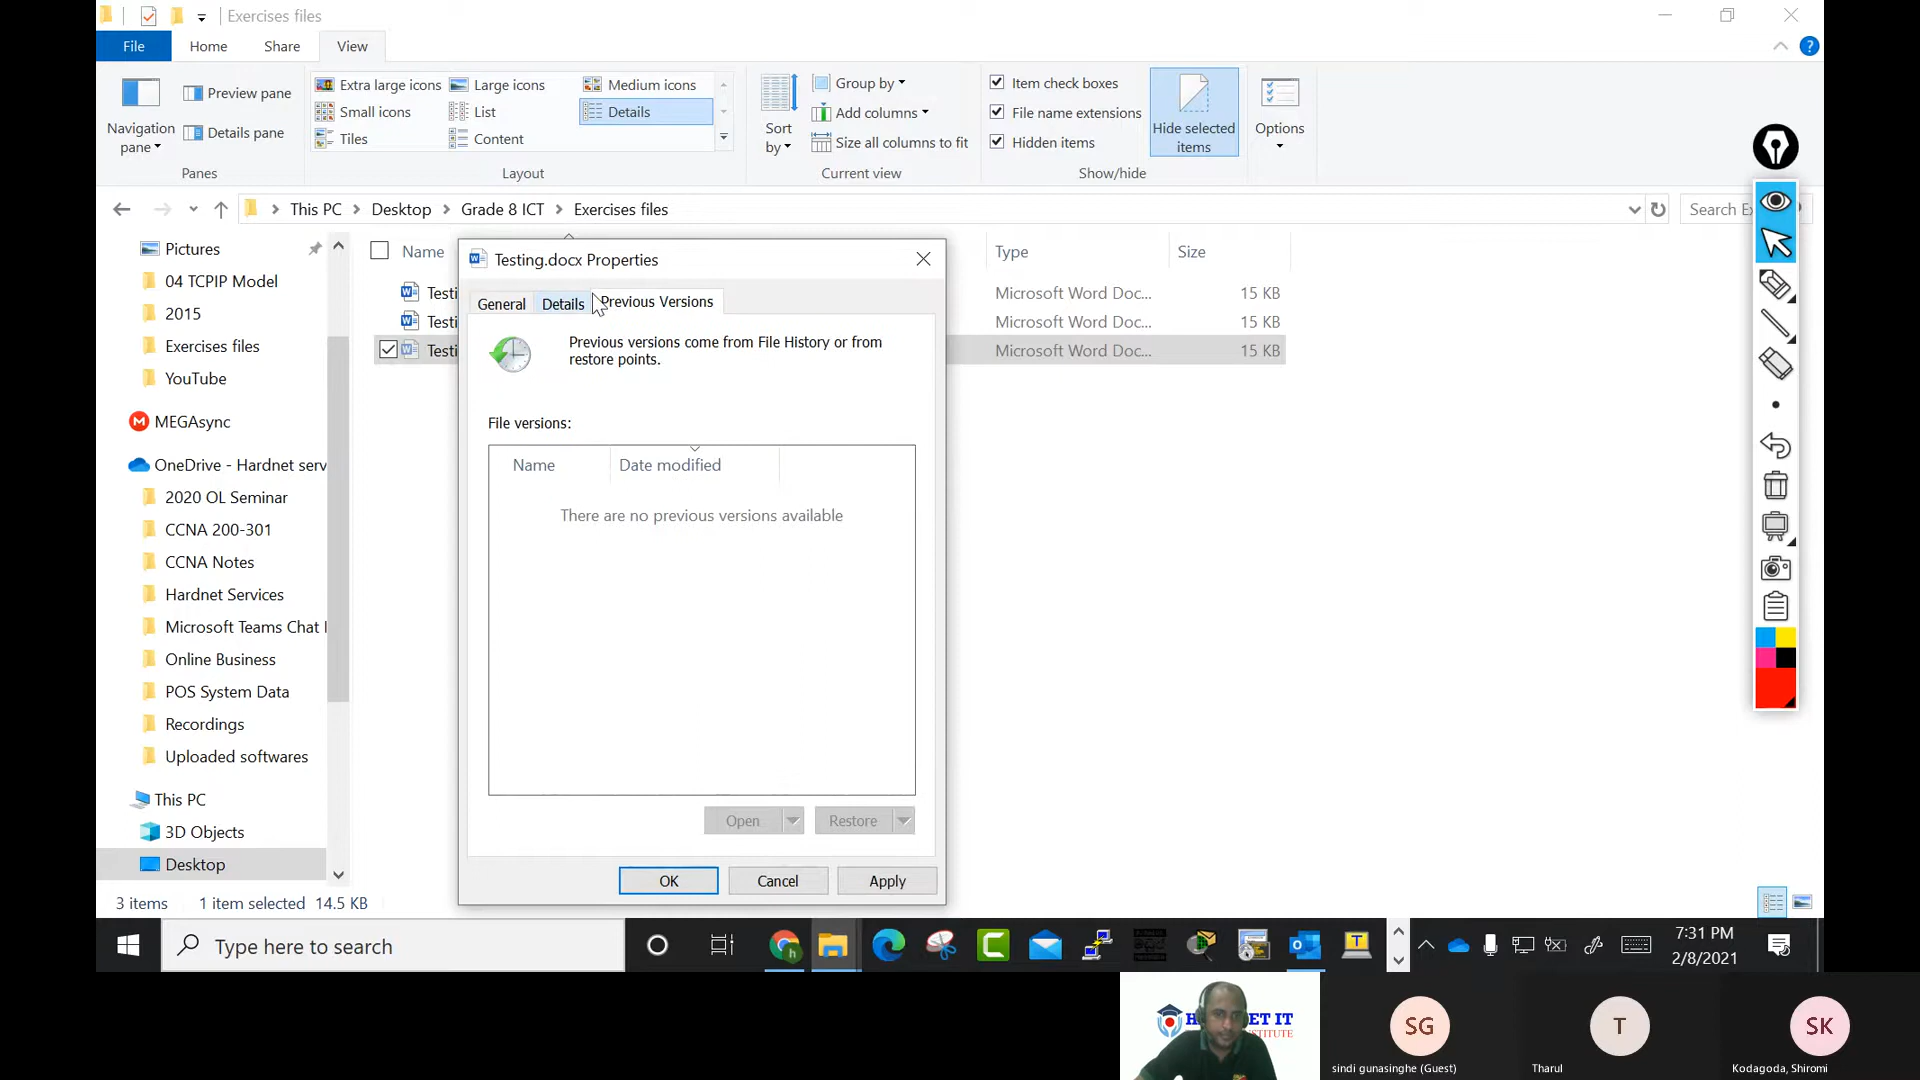 Exercises files
File Home Share View
Navigation pane
Preview pane
Details pane
Panes
Extra large icons Large icons Medium icons
Small icons List Details
Tiles Content
Layout
Sort by
Group by
Add columns
Size all columns to fit
Current view
Item check boxes
File name extensions
Hidden items
Hide selected items
Show/hide
Options
This PC > Desktop > Grade 8 ICT > Exercises files
Search
Pictures
04 TCPIP Model
2015
Exercises files
YouTube
MEGAsync
OneDrive - Hardnet serv
2020 OL Seminar
CCNA 200-301
CCNA Notes
Hardnet Services
Microsoft Teams Chat
Online Business
POS System Data
Recordings
Uploaded softwares
This PC
3D Objects
Desktop
Name Type Size
Testi Microsoft Word Doc... 15 KB
Testi Microsoft Word Doc... 15 KB
Testi Microsoft Word Doc... 15 KB
Testing.docx Properties
General Details Previous Versions
Previous versions come from File History or from
restore points.
File versions:
Name Date modified
There are no previous versions available
Open Restore
OK Cancel Apply
3 items 1 item selected 14.5 KB
Type here to search
7:31 PM
2/8/2021
ET IT
SG
T
SK
sindi gunasinghe (Guest)
Tharul
Kodagoda, Shiromi